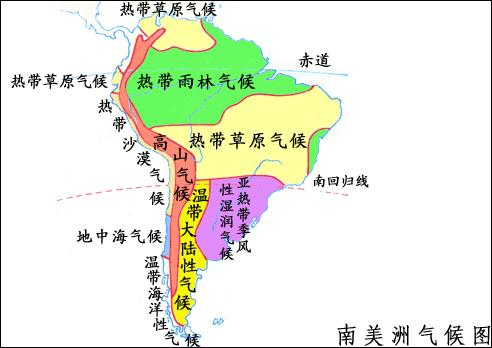 热带草原气候
赤道
热带草原气候
热带雨林气候
热带沙漠气候
高山气候
热带草原气候
南回归线
亚热带季风
性湿润气候
温带大陆性气候
地中海气候
温带海洋性气候
南美洲气候图